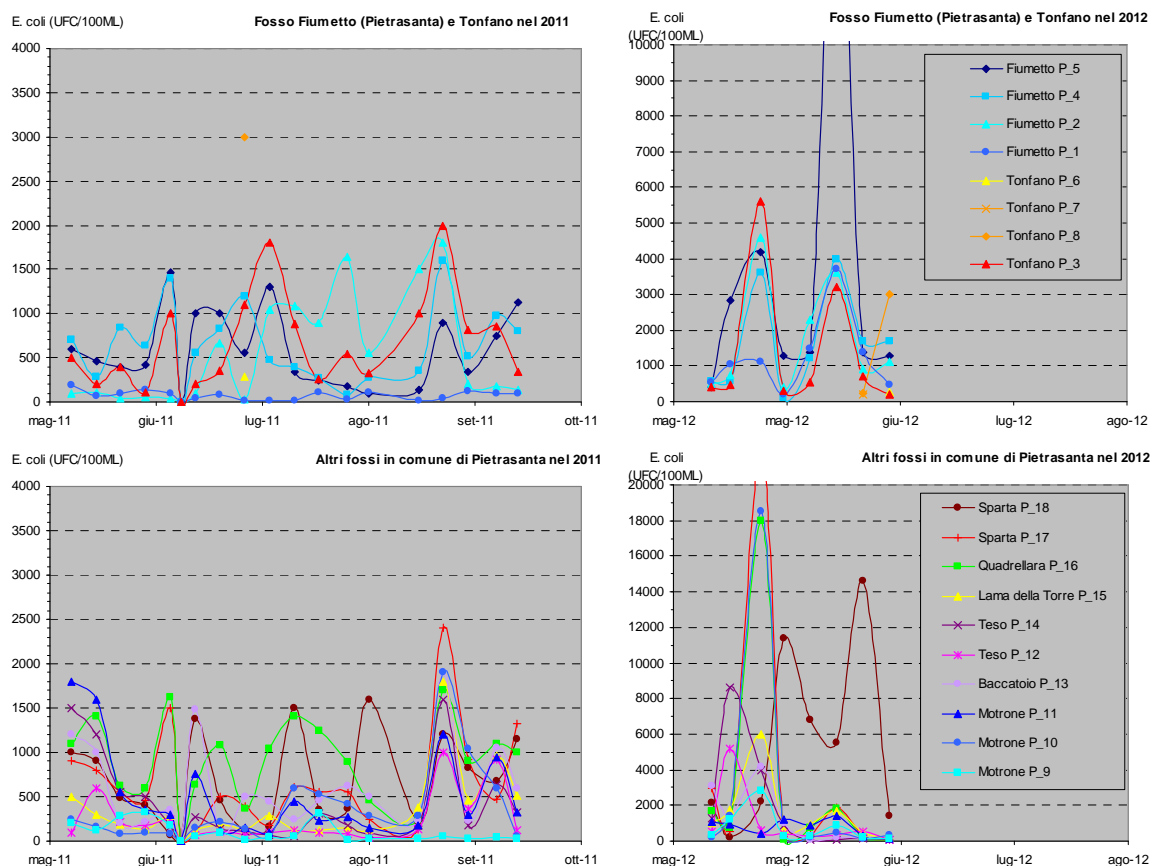 E. coli (UFC/100ML)
Fosso Fiumetto (Pietrasanta) e Tonfano nel 2011
4000
3500
3000
2500
2000
1500
1000
500
0
mag-11 giu-11 lug-11 ago-11 set-11 ott-11
E. coli
(UFC/100ML)
Fosso Fiumetto (Pietrasanta) e Tonfano nel 2012
10000
9000
8000
7000
6000
5000
4000
3000
2000
1000
0
Fiumetto P_5
Fiumetto P_4
Fiumetto P_2
Fiumetto P_1
Tonfano P_6
Tonfano P_7
Tonfano P_8
Tonfano P_3
mag-12 mag-12 giu-12 lug-12 ago-12
E. coli (UFC/100ML)
Altri fossi in comune di Pietrasanta nel 2011
4000
3500
3000
2500
2000
1500
1000
500
0
mag-11 giu-11 lug-11 ago-11 set-11 ott-11
E. coli
(UFC/100ML)
Altri fossi in comune di Pietrasanta nel 2012
20000
18000
16000
14000
12000
10000
8000
6000
4000
2000
0
Sparta P_18
Sparta P_17
Quadrellara P_16
Lama della Torre P_15
Teso P_14
Teso P_12
Baccatoio P_13
Motrone P_11
Motrone P_10
Motrone P_9
mag-12 mag-12 giu-12 lug-12 ago-12